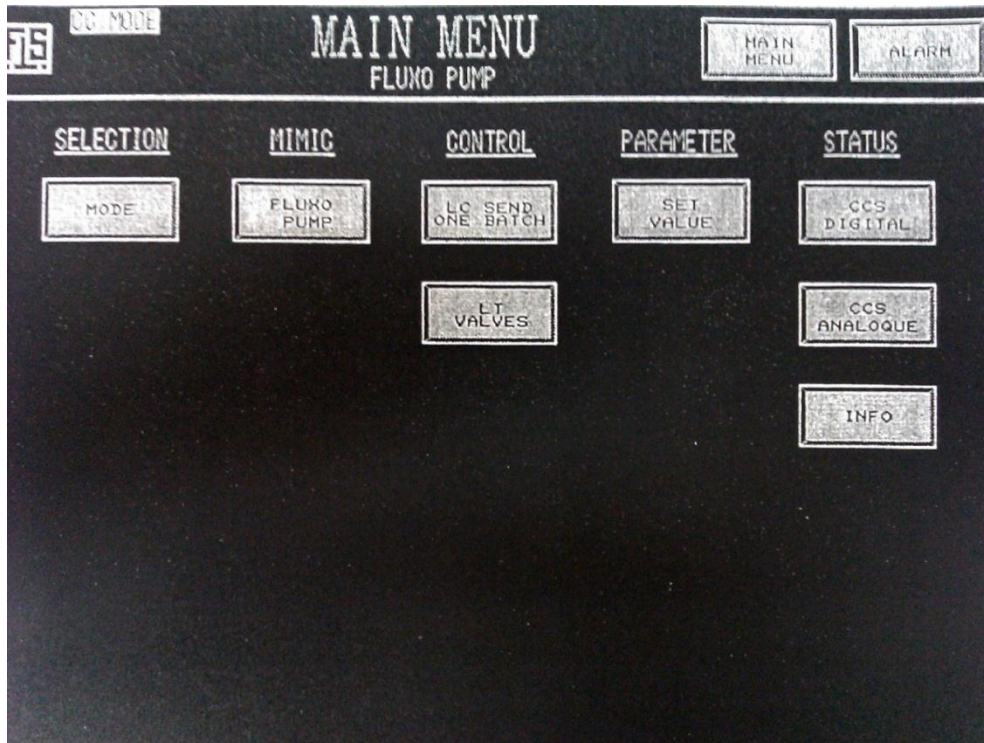 MODE
MAIN MENU
FLUXO PUMP
MAIN
MENU
ALARM
SELECTION
MIMIC
CONTROL
PARAMETER
STATUS
MODE
FLUXO
PUMP
LC SEND
ONE BATCH
SET
VALUE
CCS
DIGITAL
LT
VALVES
CCS
ANALOQUE
INFO